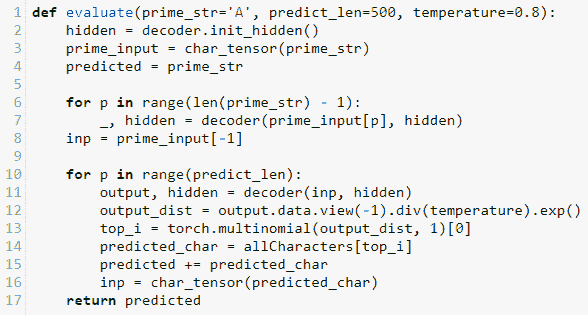 1 def evaluate(prime_str='A', predict_len=500, temperature=0.8):
2     hidden = decoder.init_hidden()
3     prime_input = char_tensor(prime_str)
4     predicted = prime_str
5
6     for p in range(len(prime_str) - 1):
7         _, hidden = decoder(prime_input[p], hidden)
8     inp = prime_input[-1]
9
10     for p in range(predict_len):
11         output, hidden = decoder(inp, hidden)
12         output_dist = output.data.view(-1).div(temperature).exp()
13         top_i = torch.multinomial(output_dist, 1)[0]
14         predicted_char = allCharacters[top_i]
15         predicted += predicted_char
16         inp = char_tensor(predicted_char)
17     return predicted